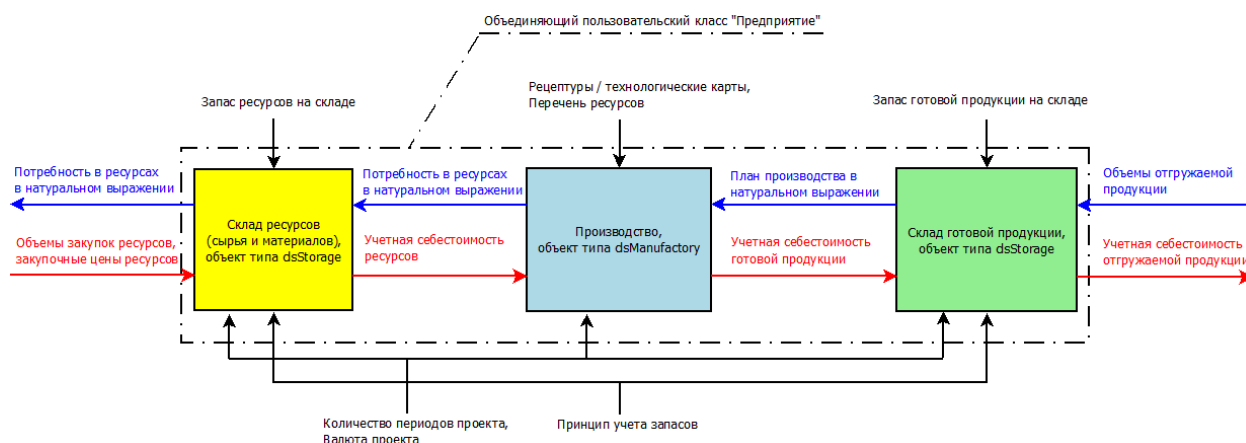 Объединяющий пользовательский класс "Предприятие"
Запас ресурсов на складе
Рецептуры / технологические карты,
Перечень ресурсов
Запас готовой продукции на складе
Потребность в ресурсах
в натуральном выражении
Потребность в ресурсах
в натуральном выражении
План производства в
натуральном выражении
Объемы отгружаемой
продукции
Склад ресурсов
(сырья и материалов),
объект типа dsStorage
Производство,
объект типа dsManufactory
Склад готовой продукции,
объект типа dsStorage
Объемы закупок ресурсов,
закупочные цены ресурсов
Учетная себестоимость
ресурсов
Учетная себестоимость
готовой продукции
Учетная себестоимость
отгружаемой продукции
Количество периодов проекта,
Валюта проекта
Принцип учета запасов